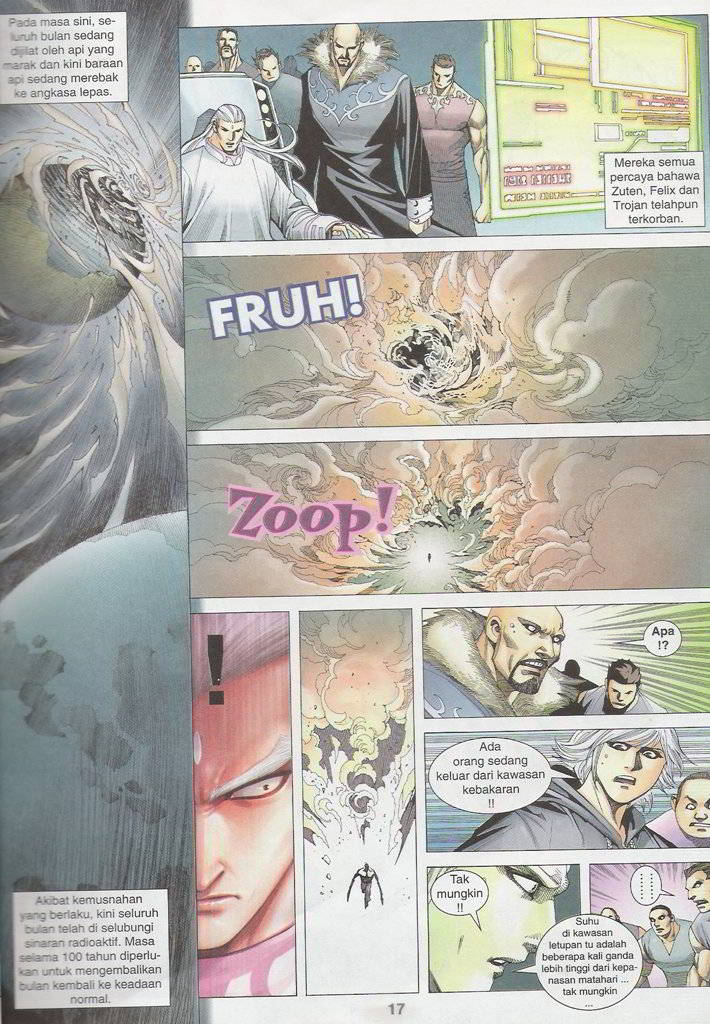 Pada masa sini, se-
luruh bulan sedang
dijilat oleh api yang
marak dan kini baraan
api sedang merebak
ke angkasa lepas.
Mereka semua
percaya bahawa
Zuten, Felix dan
Trojan telahpun
terkorban.
FRUH!
Zoop!
!
Apa
!?
Ada
orang sedang
keluar dari kawasan
kebakaran
!!
Tak
mungkin
!!
Suhu
di kawasan
letupan tu adalah
beberapa kali ganda
lebih tinggi dari kepa-
nasan matahari ...
tak mungkin
...
Akibat kemusnahan
yang berlaku, kini seluruh
bulan telah di selubungi
sinaran radioaktif. Masa
selama 100 tahun diperlu-
kan untuk mengembalikan
bulan kembali ke keadaan
normal.
17